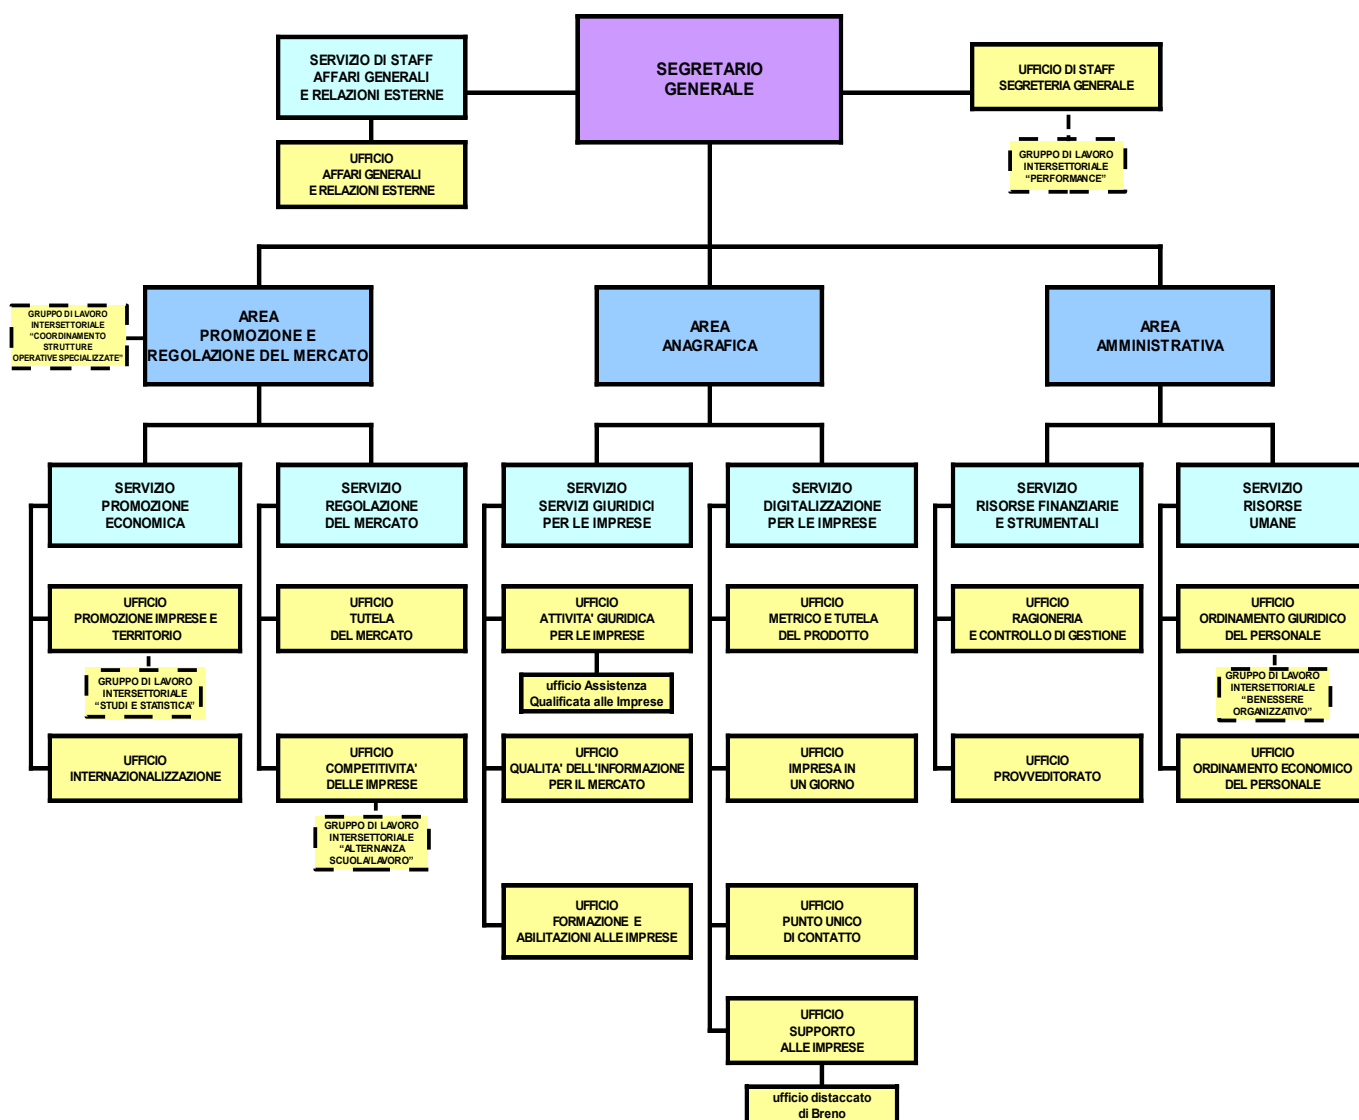 SERVIZIO DI STAFF
AFFARI GENERALI
E RELAZIONI ESTERNE
SEGRETARIO
GENERALE
UFFICIO DI STAFF
SEGRETERIA GENERALE
UFFICIO
AFFARI GENERALI
E RELAZIONI ESTERNE
GRUPPO DI LAVORO
INTERSETTORIALE
“PERFORMANCE”
GRUPPO DI LAVORO
INTERSETTORIALE
“COORDINAMENTO
STRUTTURE
OPERATIVE SPECIALIZZATE”
AREA
PROMOZIONE E
REGOLAZIONE DEL MERCATO
AREA
ANAGRAFICA
AREA
AMMINISTRATIVA
SERVIZIO
PROMOZIONE
ECONOMICA
SERVIZIO
REGOLAZIONE
DEL MERCATO
SERVIZIO
SERVIZI GIURIDICI
PER LE IMPRESE
SERVIZIO
DIGITALIZZAZIONE
PER LE IMPRESE
SERVIZIO
RISORSE FINANZIARIE
E STRUMENTALI
SERVIZIO
RISORSE
UMANE
UFFICIO
PROMOZIONE IMPRESE E
TERRITORIO
UFFICIO
TUTELA
DEL MERCATO
UFFICIO
ATTIVITA' GIURIDICA
PER LE IMPRESE
UFFICIO
METRICO E TUTELA
DEL PRODOTTO
UFFICIO
RAGIONERIA
E CONTROLLO DI GESTIONE
UFFICIO
ORDINAMENTO GIURIDICO
DEL PERSONALE
GRUPPO DI LAVORO
INTERSETTORIALE
“STUDI E STATISTICA”
ufficio Assistenza
Qualificata alle Imprese
GRUPPO DI LAVORO
INTERSETTORIALE
“BENESSERE
ORGANIZZATIVO”
UFFICIO
INTERNAZIONALIZZAZIONE
UFFICIO
COMPETITIVITA'
DELLE IMPRESE
UFFICIO
QUALITA' DELL'INFORMAZIONE
PER IL MERCATO
UFFICIO
IMPRESA IN
UN GIORNO
UFFICIO
PROVVEDITORATO
UFFICIO
ORDINAMENTO ECONOMICO
DEL PERSONALE
GRUPPO DI LAVORO
INTERSETTORIALE
“ALTERNANZA
SCUOLA/LAVORO”
UFFICIO
FORMAZIONE E
ABILITAZIONI ALLE IMPRESE
UFFICIO
PUNTO UNICO
DI CONTATTO
UFFICIO
SUPPORTO
ALLE IMPRESE
ufficio distaccato
di Breno